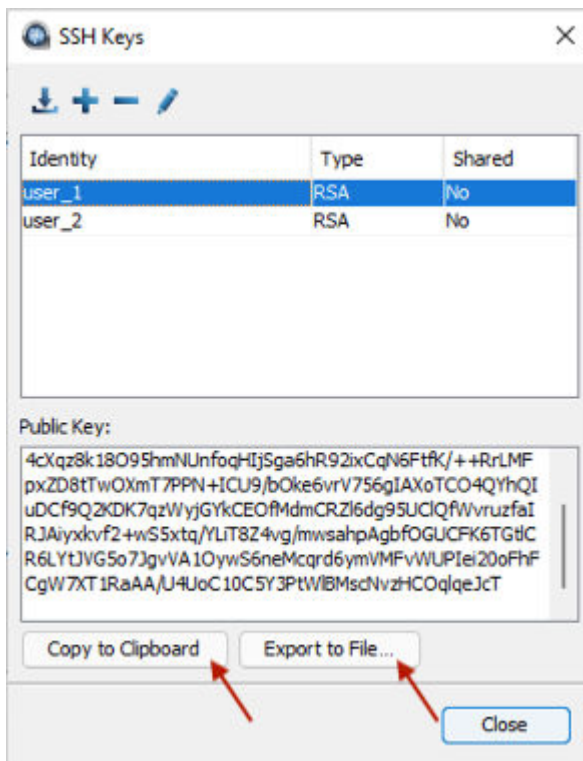 SSH Keys
Identity Type Shared
user_1 RSA No
user_2 RSA No
Public Key:
4cXqz8k18O95hmNUnfoqHIjSga6hR92ixCqN6FtfK/++RrLMF
pxZD8tTwOXmT7PPN+ICU9/bOke6vrV756gIAXoTCO4QYhQI
uDCf9Q2KDK7qzWyjGYkCEOfMdmCRZl6dg95UClQfWvruzfaI
RJAiyxkvf2+wS5xtq/YLiT8Z4vg/mwsahpAgbfOGUCFK6TGtlC
R6LYtJVG5o7JgvVA1OywS6neMcqrd6ymVMFvWUPIei20oFhF
CgW7XT1RaAA/U4UoC10C5Y3PtWlBMscNvzHCOqlqeJcT
Copy to Clipboard Export to File...
Close